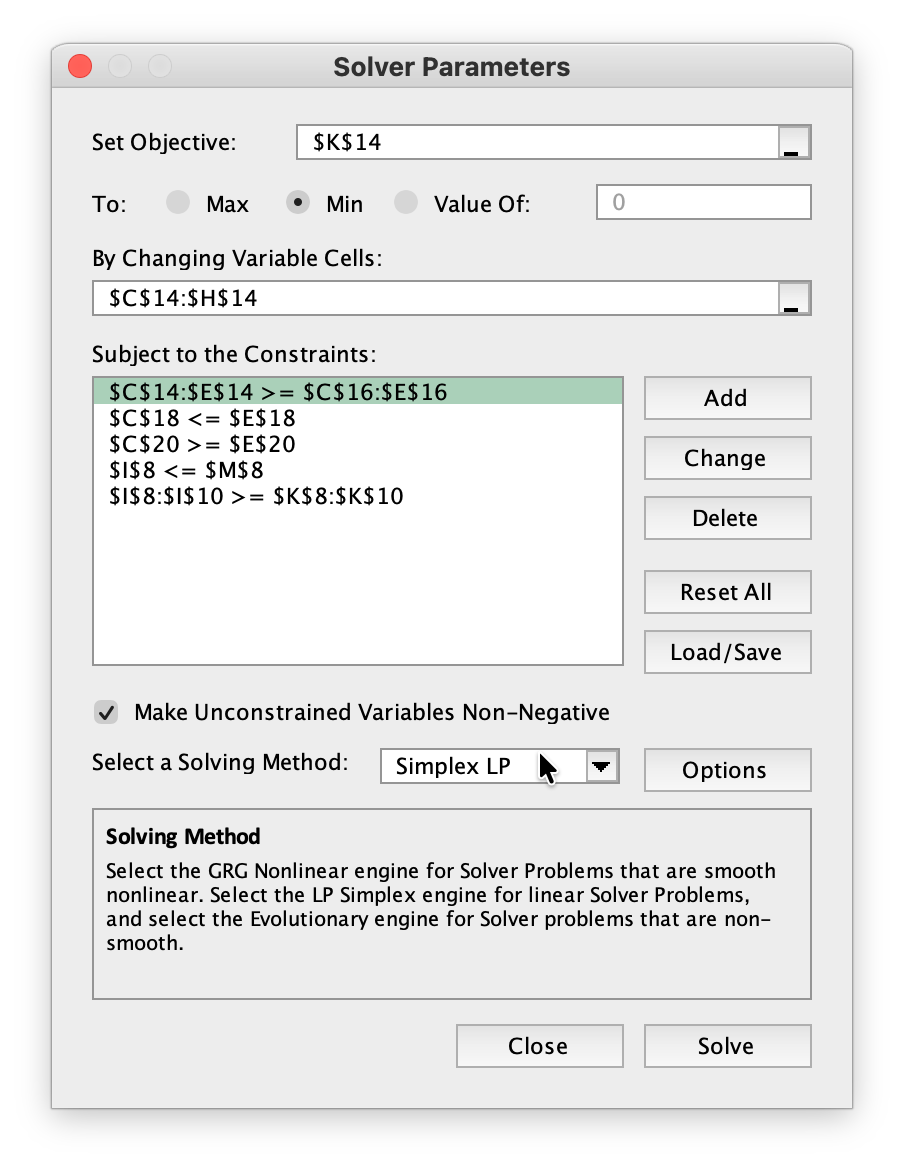 Solver Parameters
Set Objective: $K$14
To: Max Min Value Of: 0
By Changing Variable Cells:
$C$14:$H$14
Subject to the Constraints:
$C$14:$E$14 >= $C$16:$E$16
$C$18 <= $E$18
$C$20 >= $E$20
$I$8 <= $M$8
$I$8:$I$10 >= $K$8:$K$10
Add
Change
Delete
Reset All
Load/Save
Make Unconstrained Variables Non-Negative
Select a Solving Method: Simplex LP Options
Solving Method
Select the GRG Nonlinear engine for Solver Problems that are smooth
nonlinear. Select the LP Simplex engine for linear Solver Problems,
and select the Evolutionary engine for Solver problems that are non-
smooth.
Close Solve